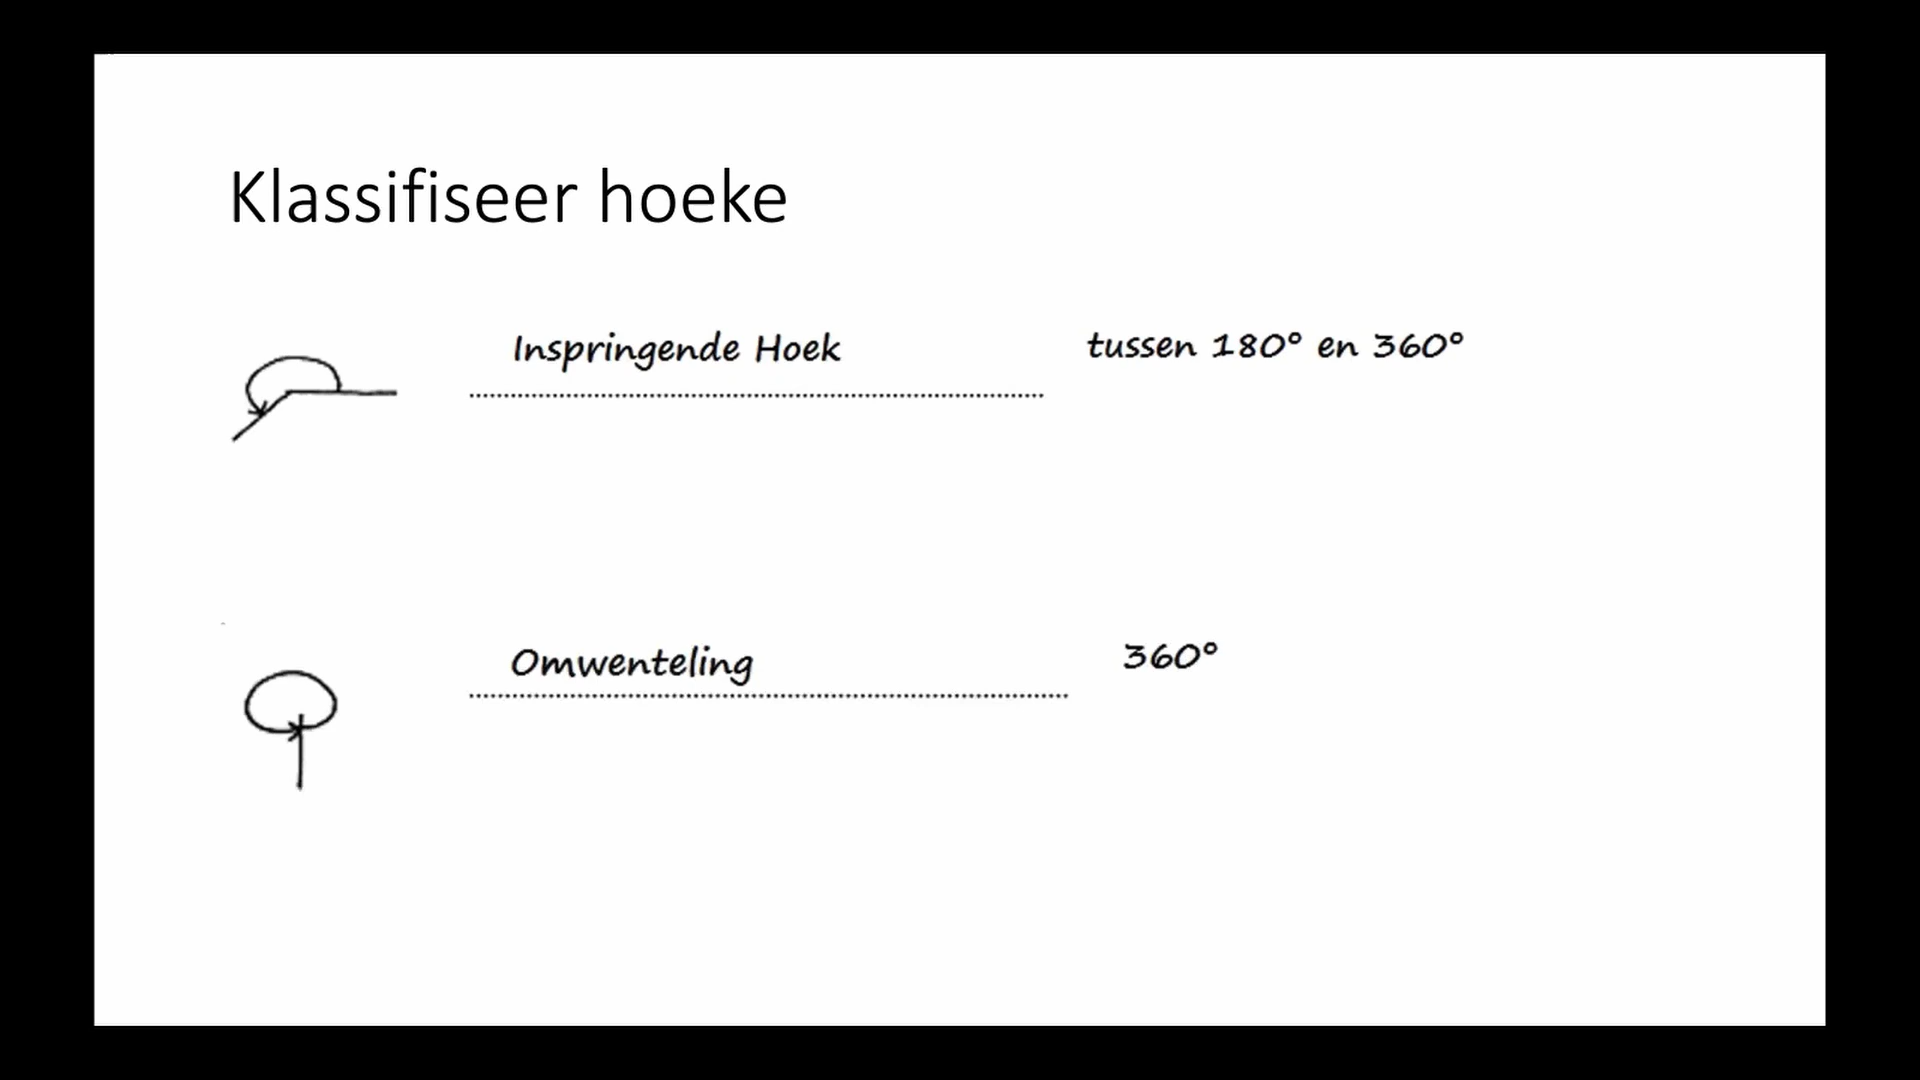 Klassifiseer hoeke
Inspringende Hoek tussen 180° en 360°
Omwenteling 360°